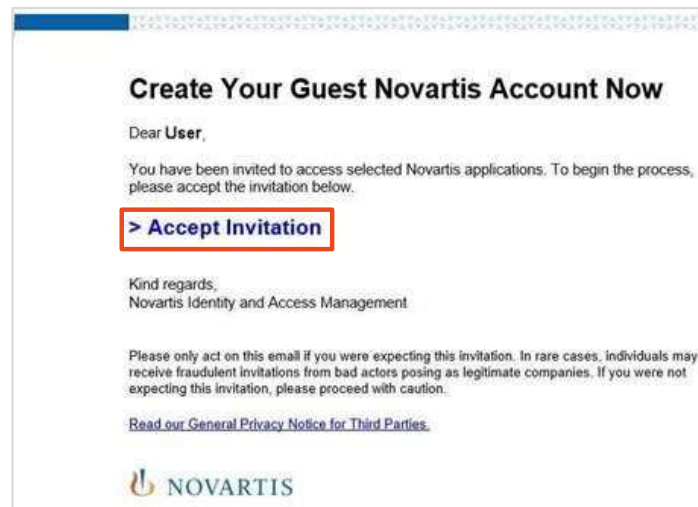 Create Your Guest Novartis Account Now
Dear User,
You have been invited to access selected Novartis applications. To begin the process,
please accept the invitation below.
> Accept Invitation
Kind regards,
Novartis Identity and Access Management
Please only act on this email if you were expecting this invitation. In rare cases, individuals may
receive fraudulent invitations from bad actors posing as legitimate companies. If you were not
expecting this invitation, please proceed with caution.
Read our General Privacy Notice for Third Parties.
NOVARTIS